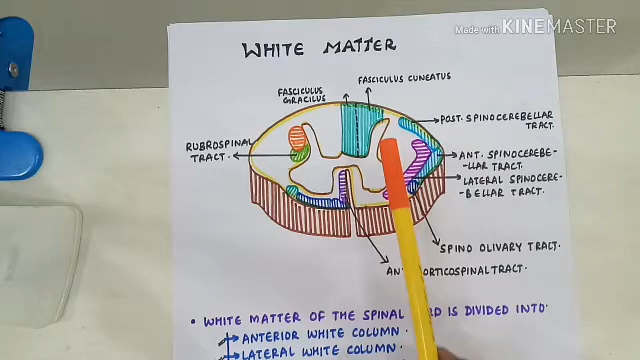 Made with KINEMASTER
WHITE MATTER
FASCICULUS CUNEATUS
FASCICULUS
GRACILUS
POST. SPINOCEREBELLAR
TRACT.
RUBROSPINAL
TRACT.
ANT. SPINOCEREBE-
-LLAR TRACT.
LATERAL SPINOCERE-
-BELLAR TRACT.
SPINO OLIVARY TRACT.
CORTICOSPINAL TRACT.
• WHITE MATTER OF THE SPINAL IS DIVIDED INTO
ANTERIOR WHITE COLUMN.
LATERAL WHITE COLUMN.